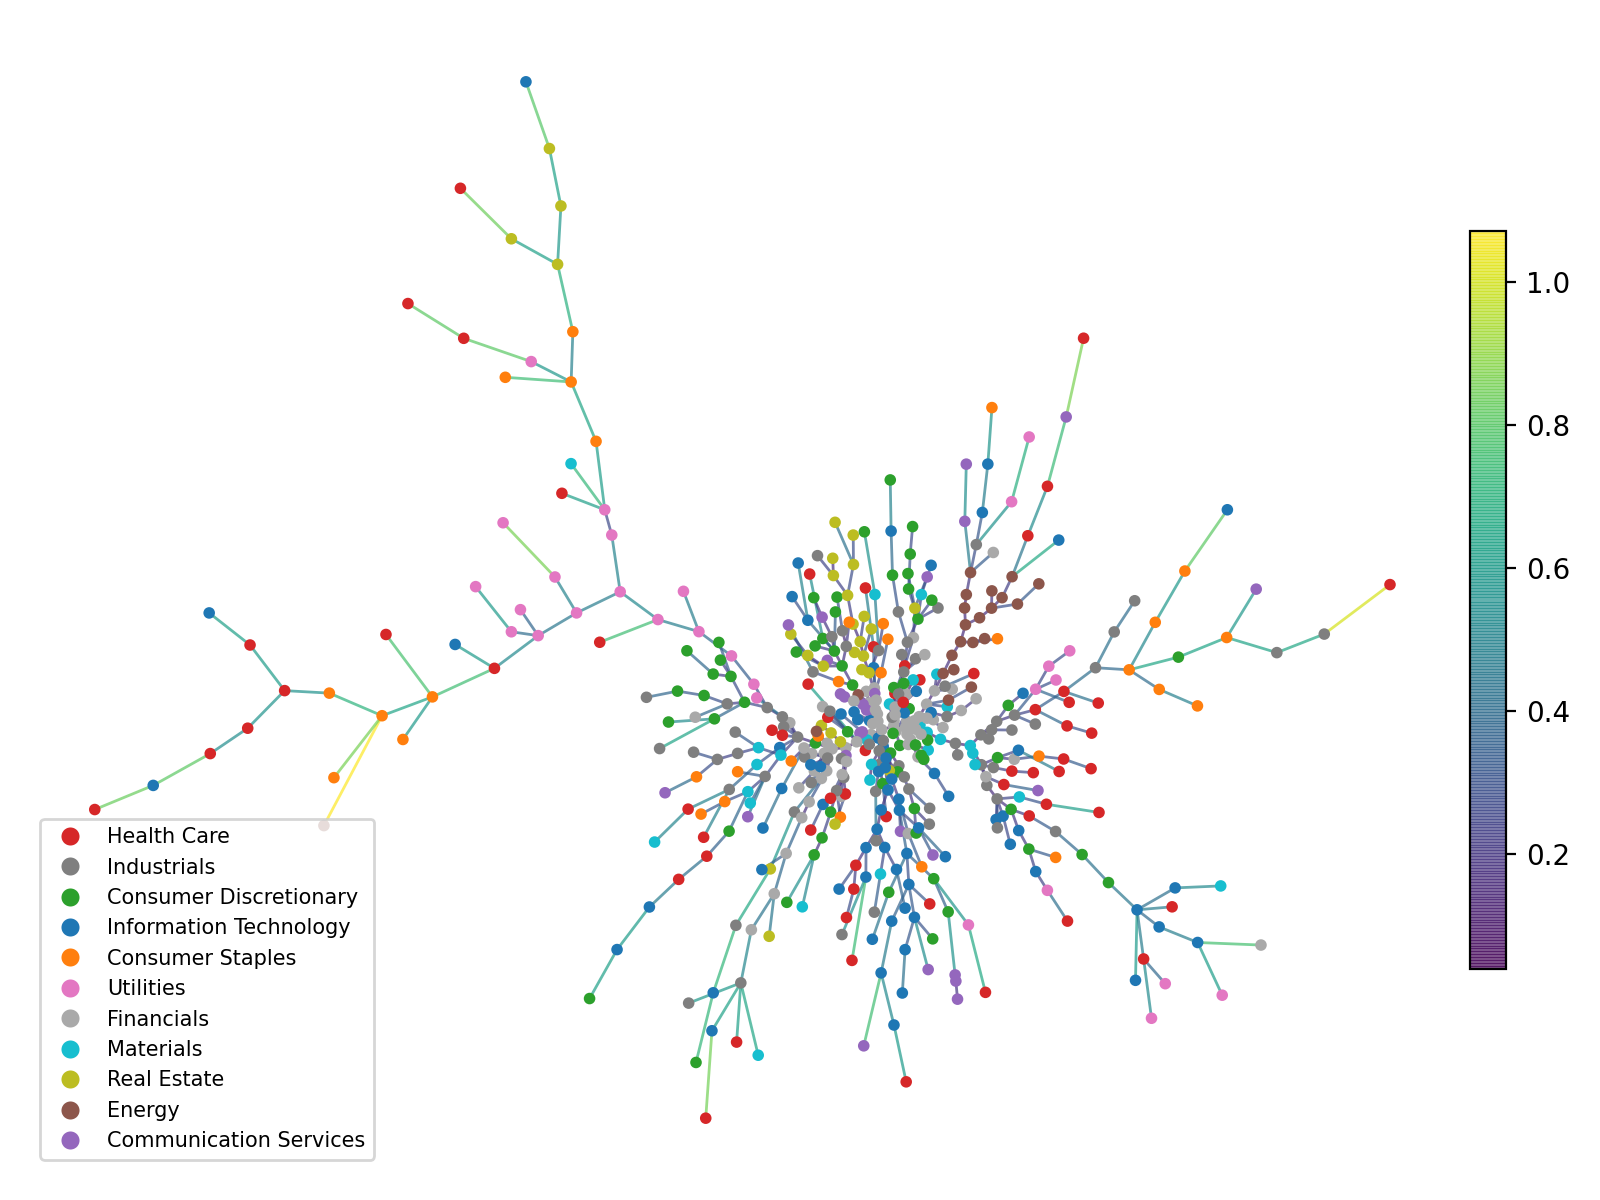 1.0
0.8
0.6
0.4
0.2
Health Care
Industrials
Consumer Discretionary
Information Technology
Consumer Staples
Utilities
Financials
Materials
Real Estate
Energy
Communication Services